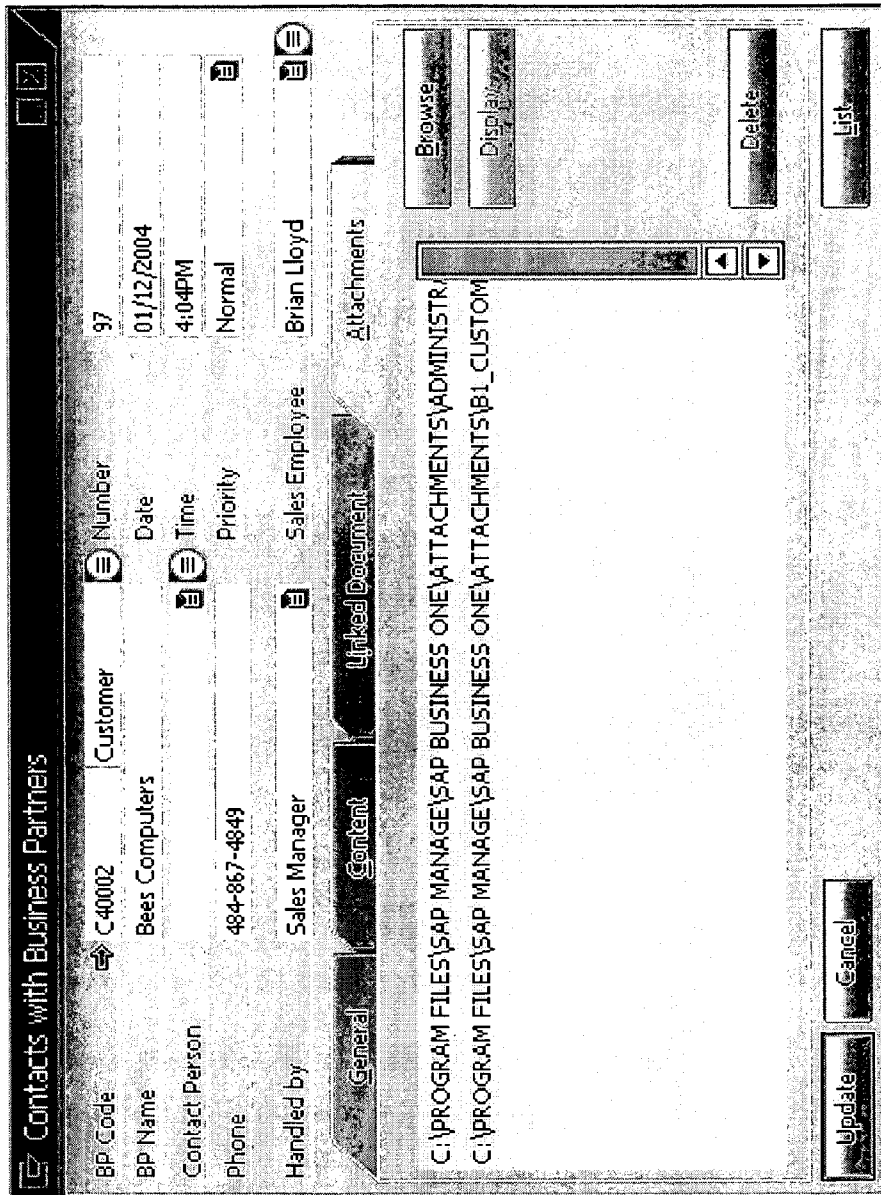 Contacts with Business Partners
BP Code C40002 Customer Number 97
BP Name Bees Computers Date 01/12/2004
Contact Person Time 4:04PM
Phone 484-867-4849 Priority Normal
Handled by Sales Manager Sales Employee Brian Lloyd
General Content Linked Document Attachments
C:\PROGRAM FILES\SAP MANAGE\SAP BUSINESS ONE\ATTACHMENTS\ADMINISTR
C:\PROGRAM FILES\SAP MANAGE\SAP BUSINESS ONE\ATTACHMENTS\B1_CUSTOM
Browse
Display
Delete
Update Cancel List